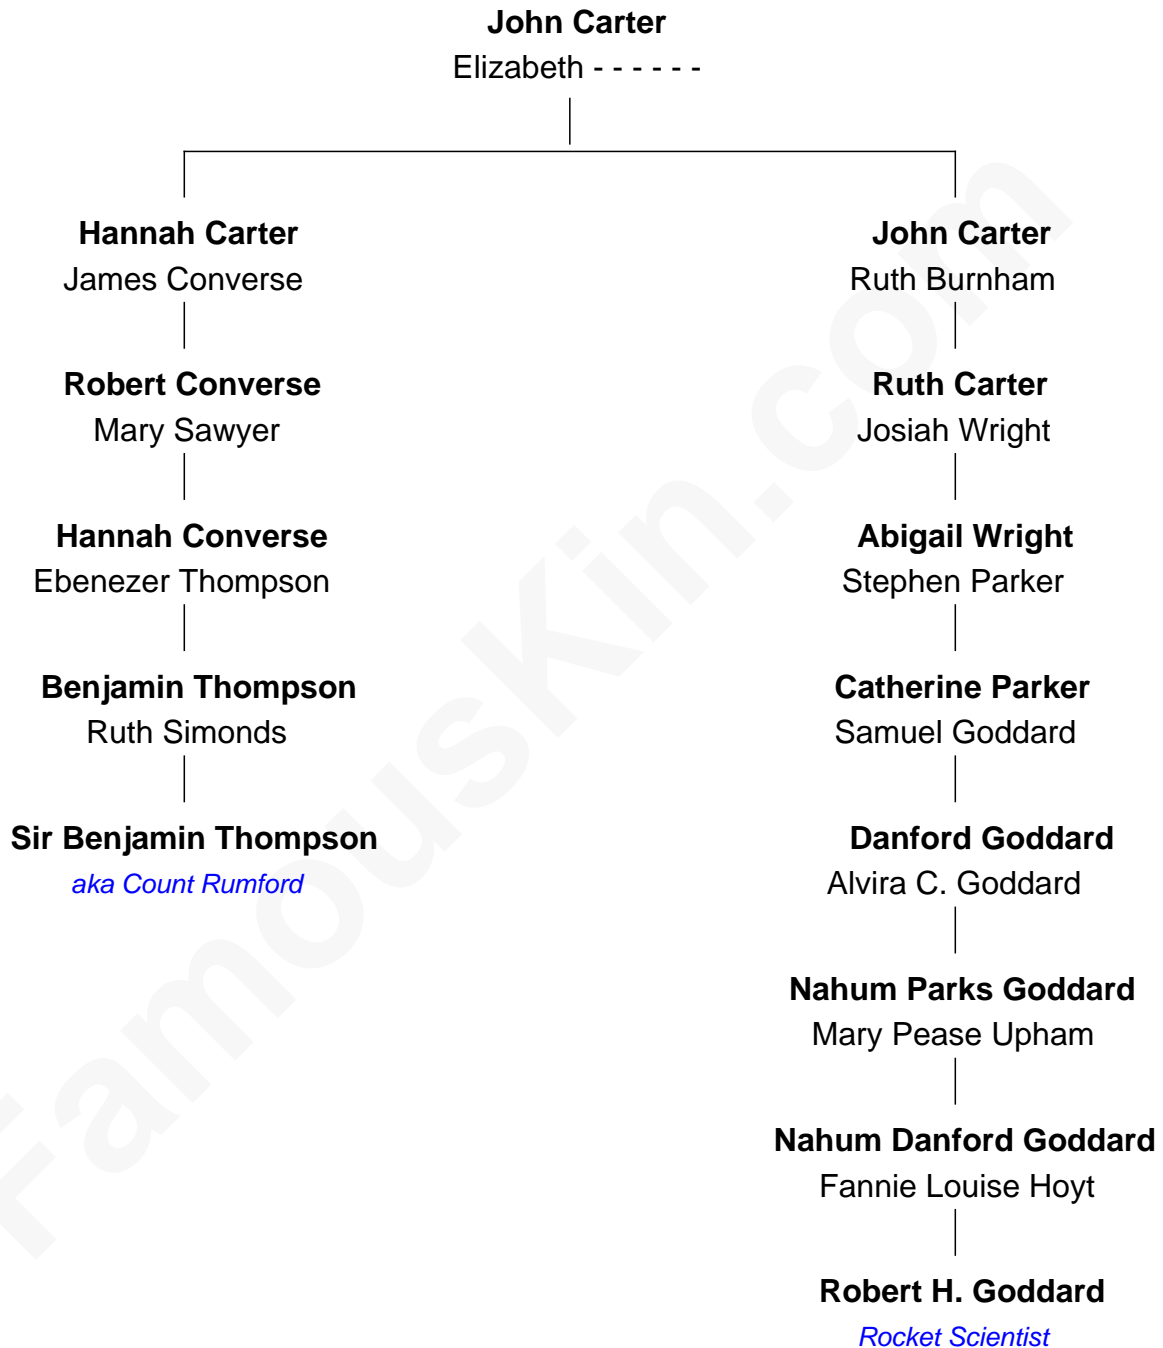 John Carter
Elizabeth - - - - - -
Hannah Carter
James Converse
Robert Converse
Mary Sawyer
Hannah Converse
Ebenezer Thompson
Benjamin Thompson
Ruth Simonds
Sir Benjamin Thompson
aka Count Rumford
John Carter
Ruth Burnham
Ruth Carter
Josiah Wright
Abigail Wright
Stephen Parker
Catherine Parker
Samuel Goddard
Danford Goddard
Alvira C. Goddard
Nahum Parks Goddard
Mary Pease Upham
Nahum Danford Goddard
Fannie Louise Hoyt
Robert H. Goddard
Rocket Scientist
FamousKin.com